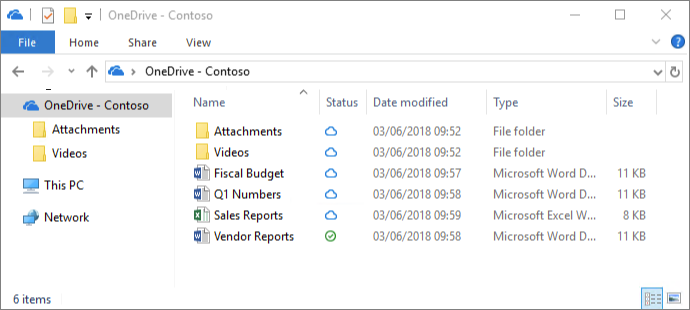 OneDrive - Contoso
File Home Share View
OneDrive - Contoso
OneDrive - Contoso
Attachments
Videos
This PC
Network
Name Status Date modified Type Size
Attachments 03/06/2018 09:52 File folder
Videos 03/06/2018 09:52 File folder
Fiscal Budget 03/06/2018 09:57 Microsoft Word D... 11 KB
Q1 Numbers 03/06/2018 09:58 Microsoft Word D... 11 KB
Sales Reports 03/06/2018 09:59 Microsoft Excel W... 8 KB
Vendor Reports 03/06/2018 09:58 Microsoft Word D... 11 KB
6 items